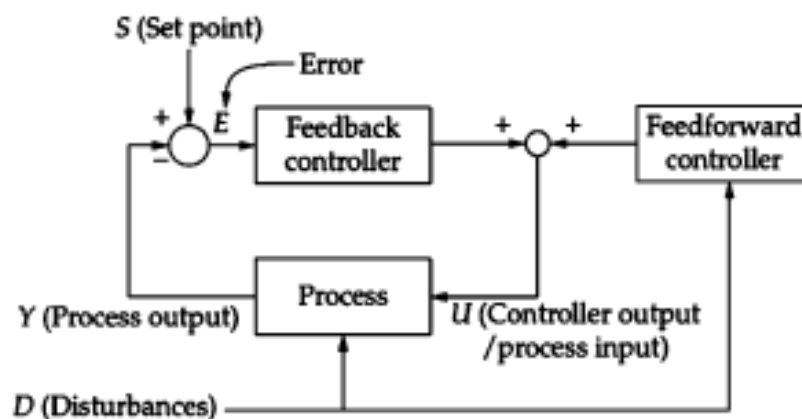 S (Set point)
Error
+
E
−
Feedback
controller
+
+
Feedforward
controller
Process
Y (Process output)
U (Controller output
/process input)
D (Disturbances)